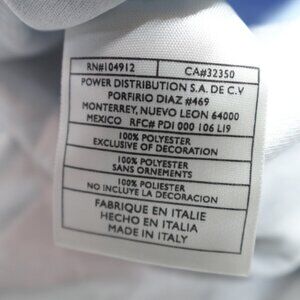 RN#104912 CA#32350
POWER DISTRIBUTION S.A. DE C.V
PORFIRIO DIAZ #469
MONTERREY, NUEVO LEON 64000
MEXICO RFC# PDI 000 106 LI9
100% POLYESTER
EXCLUSIVE OF DECORATION
100% POLYESTER
SANS ORNEMENTS
100% POLIESTER
NO INCLUYE LA DECORACION
FABRIQUE EN ITALIE
HECHO EN ITALIA
MADE IN ITALY